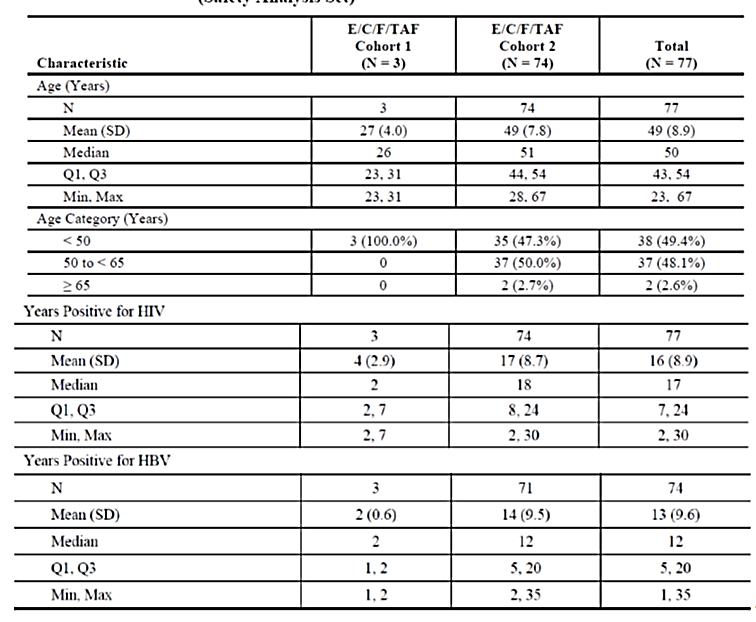 (Safety Analysis Set)
E/C/F/TAF E/C/F/TAF
Cohort 1 Cohort 2 Total
Characteristic (N = 3) (N = 74) (N = 77)
Age (Years)
N 3 74 77
Mean (SD) 27 (4.0) 49 (7.8) 49 (8.9)
Median 26 51 50
Q1, Q3 23, 31 44, 54 43, 54
Min, Max 23, 31 28, 67 23, 67
Age Category (Years)
< 50 3 (100.0%) 35 (47.3%) 38 (49.4%)
50 to < 65 0 37 (50.0%) 37 (48.1%)
≥ 65 0 2 (2.7%) 2 (2.6%)
Years Positive for HIV
N 3 74 77
Mean (SD) 4 (2.9) 17 (8.7) 16 (8.9)
Median 2 18 17
Q1, Q3 2, 7 8, 24 7, 24
Min, Max 2, 7 2, 30 2, 30
Years Positive for HBV
N 3 71 74
Mean (SD) 2 (0.6) 14 (9.5) 13 (9.6)
Median 2 12 12
Q1, Q3 1, 2 5, 20 5, 20
Min, Max 1, 2 2, 35 1, 35